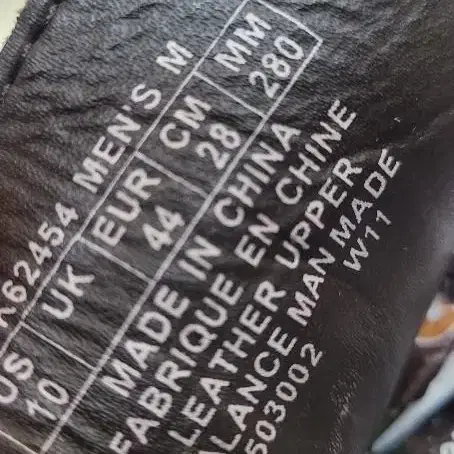 K62454 MEN'S M
US UK EUR CM MM
10 44 28 280
MADE IN CHINA
FABRIQUE EN CHINE
LEATHER UPPER
BALANCE MAN MADE
503002 W11